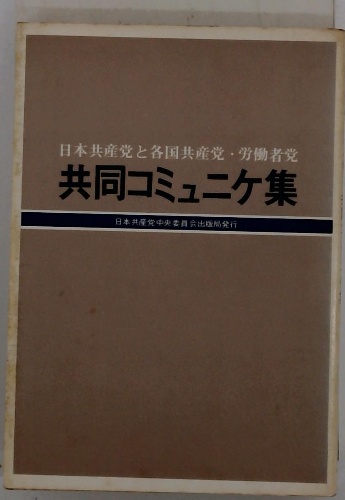 日本共産党と各国共産党・労働者党
共同コミュニケ集
日本共産党中央委員会出版局発行